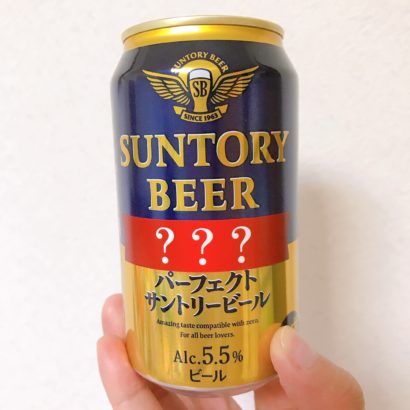 SUNTORY BEER
SB
SINCE 1963
SUNTORY
BEER
? ? ?
パーフェクト
サントリービール
Amazing taste compatible with zero.
For all beer lovers.
Alc.5.5%
ビール